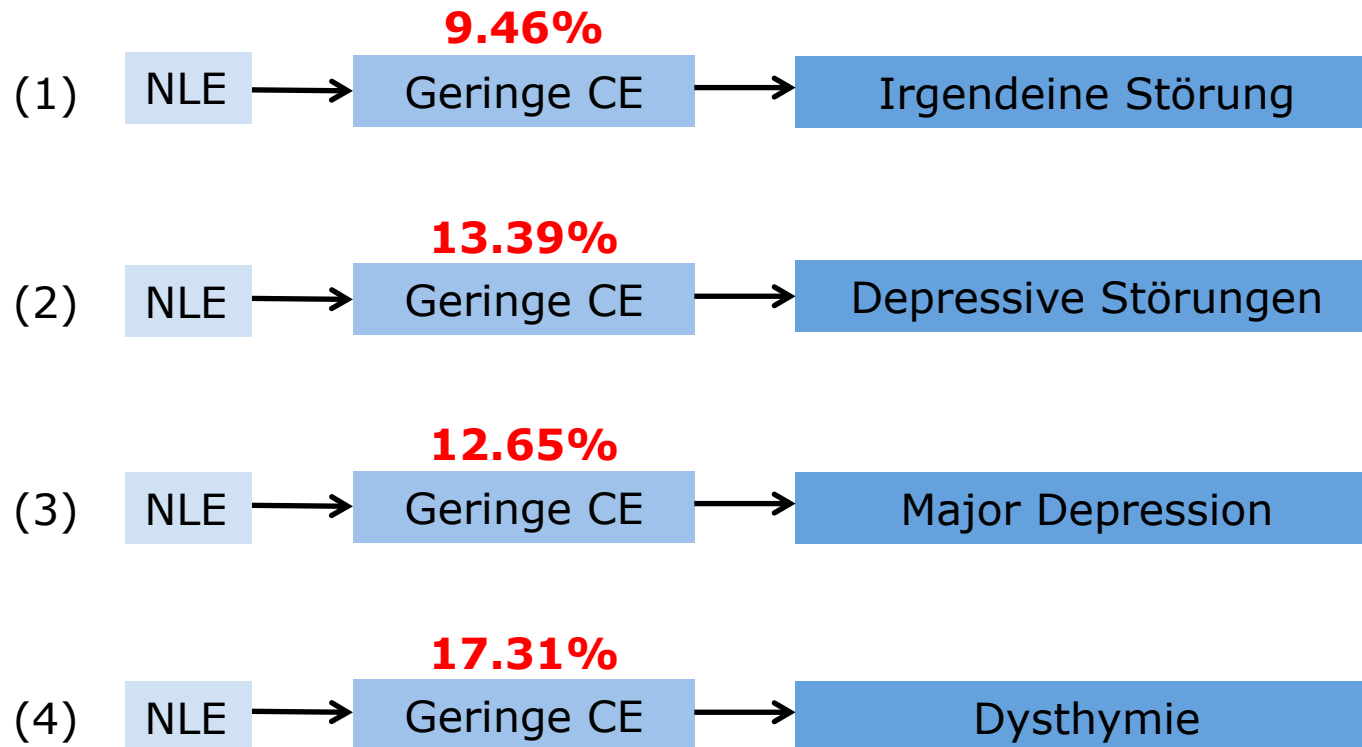 9.46%
(1) NLE Geringe CE Irgendeine Störung
13.39%
(2) NLE Geringe CE Depressive Störungen
12.65%
(3) NLE Geringe CE Major Depression
17.31%
(4) NLE Geringe CE Dysthymie